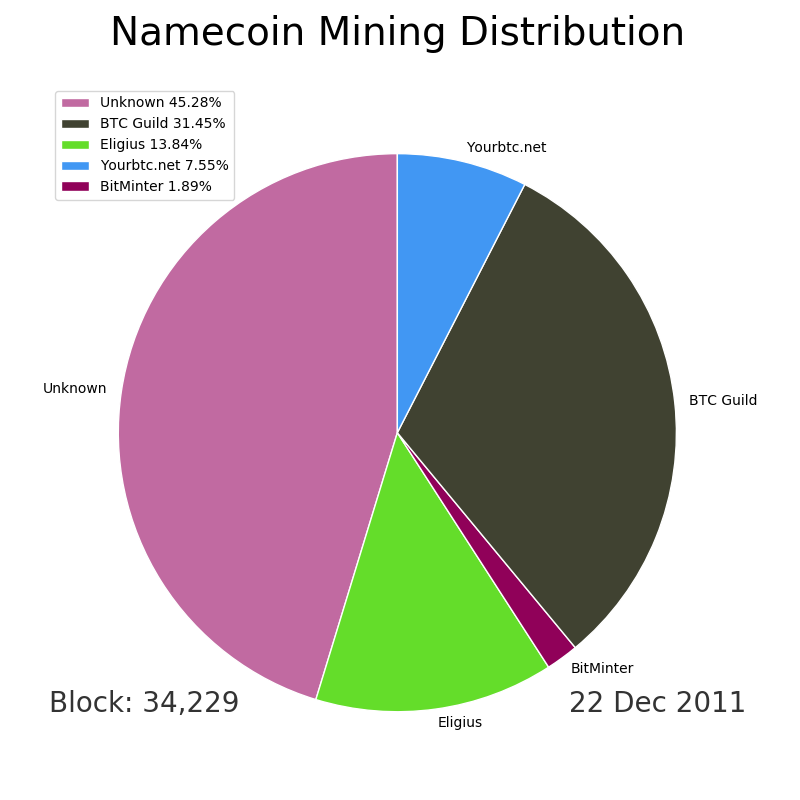 Namecoin Mining Distribution
Unknown 45.28%
BTC Guild 31.45%
Eligius 13.84%
Yourbtc.net 7.55%
BitMinter 1.89%
Yourbtc.net
Unknown
BTC Guild
BitMinter
Block: 34,229
22 Dec 2011
Eligius